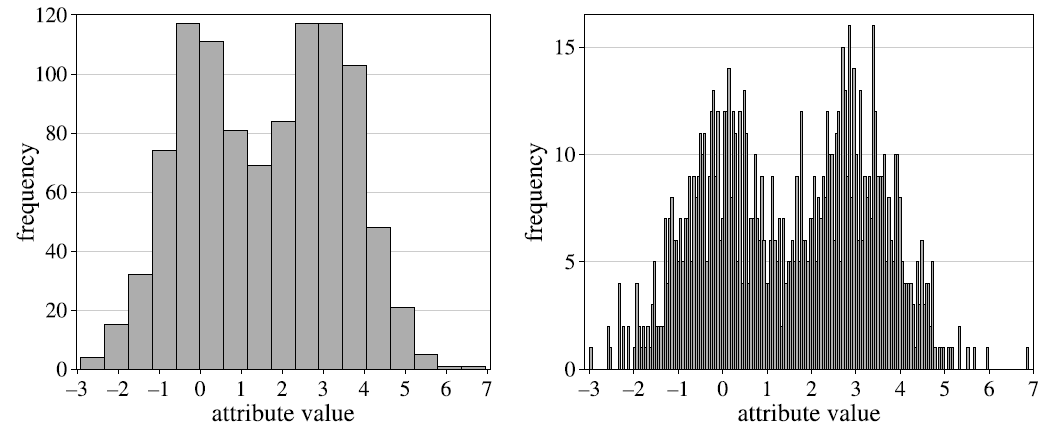 120
100
80
60
40
20
0
frequency
–3 –2 –1 0 1 2 3 4 5 6 7
attribute value
15
10
5
0
frequency
–3 –2 –1 0 1 2 3 4 5 6 7
attribute value